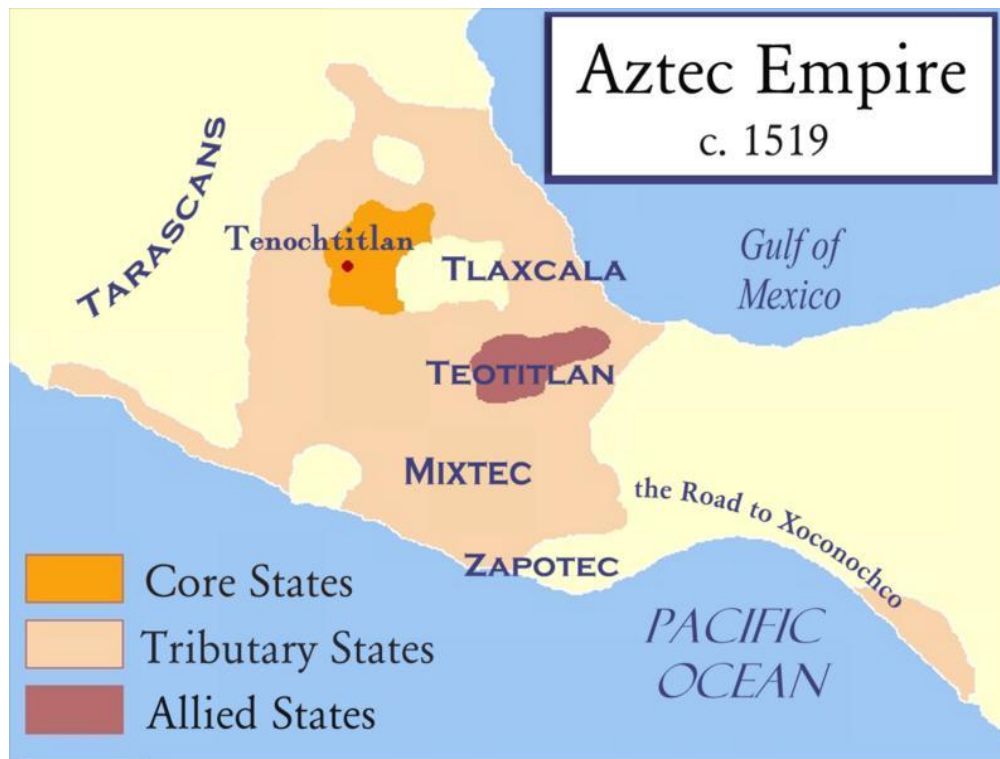 Aztec Empire
c. 1519
TARASCANS
Tenochtitlan
TLAXCALA
Gulf of
Mexico
TEOTITLAN
MIXTEC
the Road to Xoconochco
ZAPOTEC
PACIFIC
OCEAN
Core States
Tributary States
Allied States